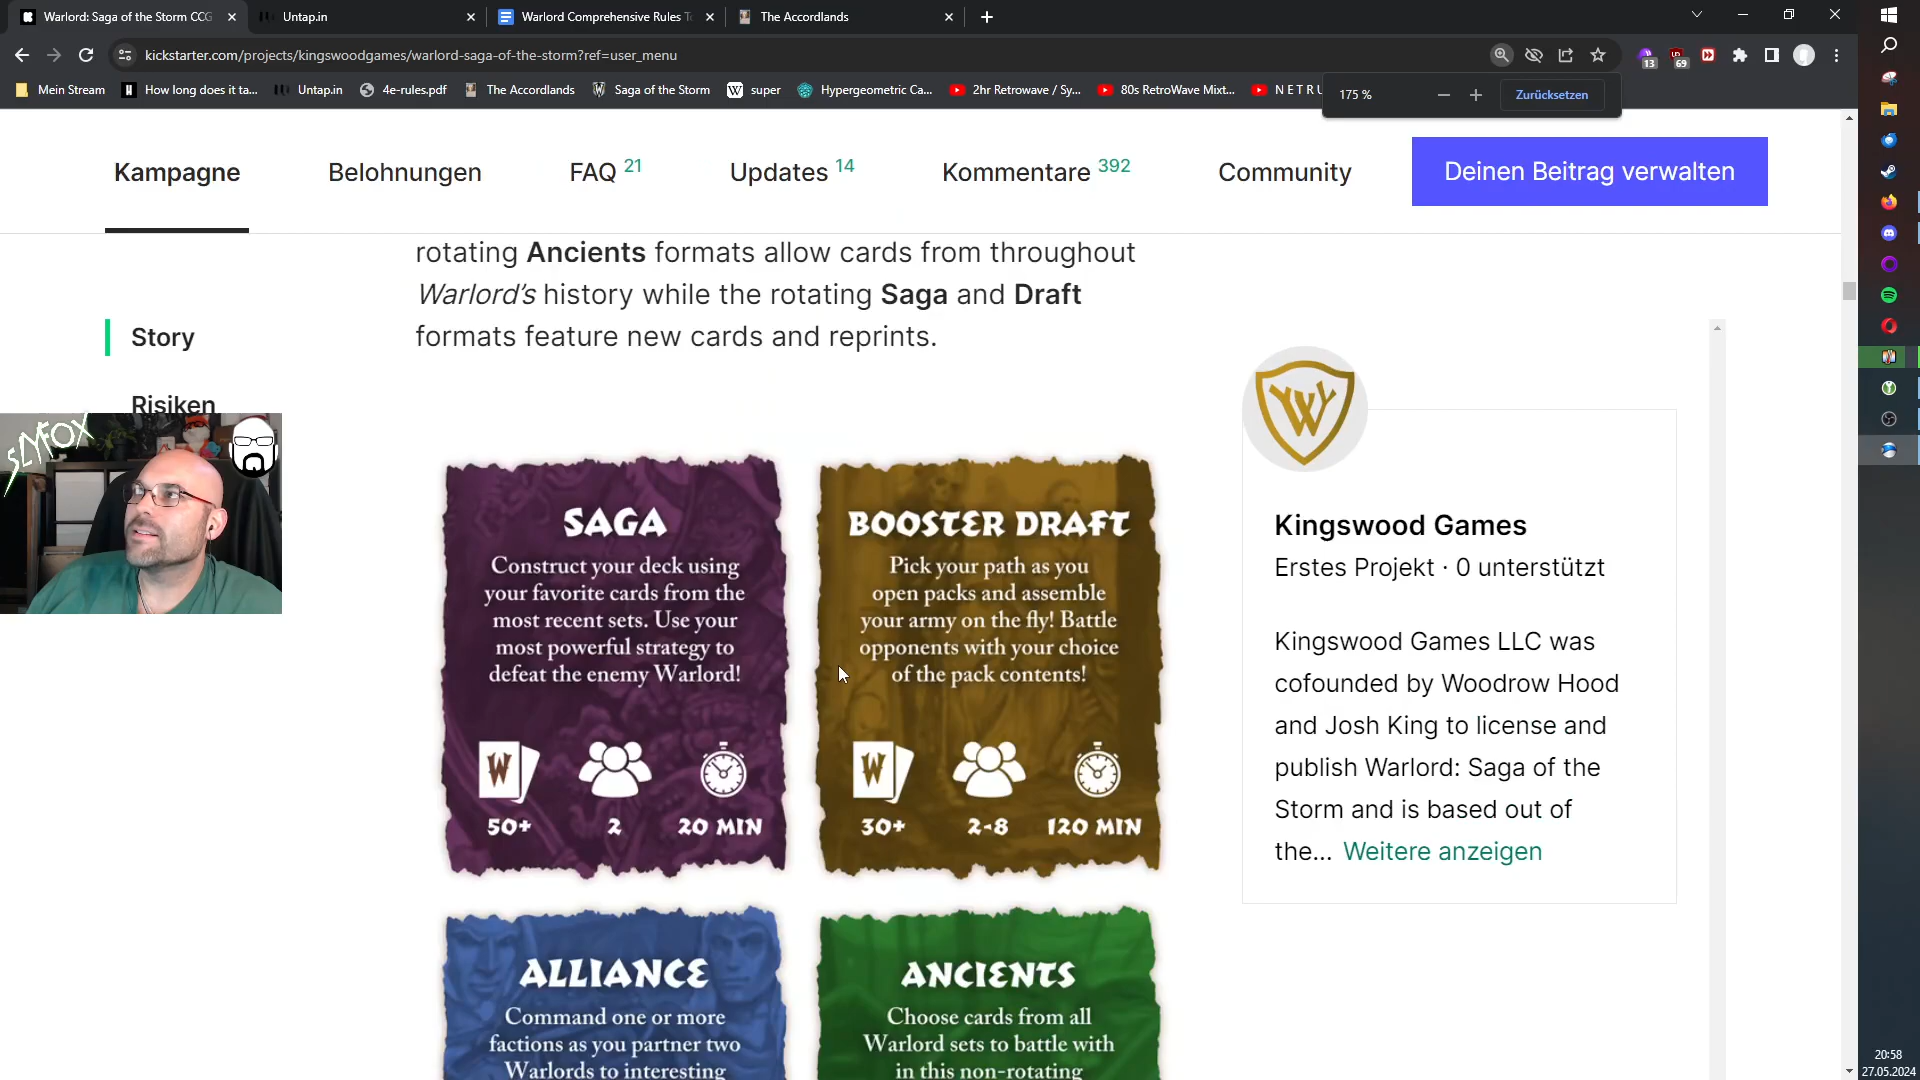 Warlord: Saga of the Storm CCG
Untap.in
Warlord Comprehensive Rules
The Accordlands
kickstarter.com/projects/kingswoodgames/warlord-saga-of-the-storm?ref=user_menu
13
69
Mein Stream
How long does it ta...
Untap.in
4e-rules.pdf
The Accordlands
Saga of the Storm
super
Hypergeometric Ca...
2hr Retrowave / Sy...
80s RetroWave Mixt...
N E T R U
175 %
Zurücksetzen
Kampagne
Belohnungen
FAQ 21
Updates 14
Kommentare 392
Community
Deinen Beitrag verwalten
rotating Ancients formats allow cards from throughout
Warlord's history while the rotating Saga and Draft
formats feature new cards and reprints.
Story
Risiken
SLYFOX
SAGA
Construct your deck using
your favorite cards from the
most recent sets. Use your
most powerful strategy to
defeat the enemy Warlord!
50+
2
20 MIN
BOOSTER DRAFT
Pick your path as you
open packs and assemble
your army on the fly! Battle
opponents with your choice
of the pack contents!
30+
2-8
120 MIN
ALLIANCE
Command one or more
factions as you partner two
Warlords to interesting
ANCIENTS
Choose cards from all
Warlord sets to battle with
in this non-rotating
Kingswood Games
Erstes Projekt · 0 unterstützt
Kingswood Games LLC was
cofounded by Woodrow Hood
and Josh King to license and
publish Warlord: Saga of the
Storm and is based out of
the... Weitere anzeigen
20:58
27.05.2024